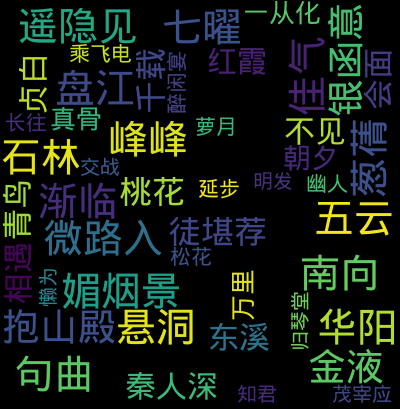 遥隐见
七曜
一从化
意
乘飞电
千载
醉闲宴
红霞
佳气
银函
会面
贞白
盘江
长往
真骨
峰峰
萝月
不见
葱蒨
石林
交战
朝夕
青鸟
渐临
桃花
延步
明发
幽人
五云
微路入
徒堪荐
松花
相遇
懒为
媚烟景
万里
南向
抱山殿
悬洞
东溪
归琴堂
华阳
句曲
秦人深
知君
金液
茂宰应